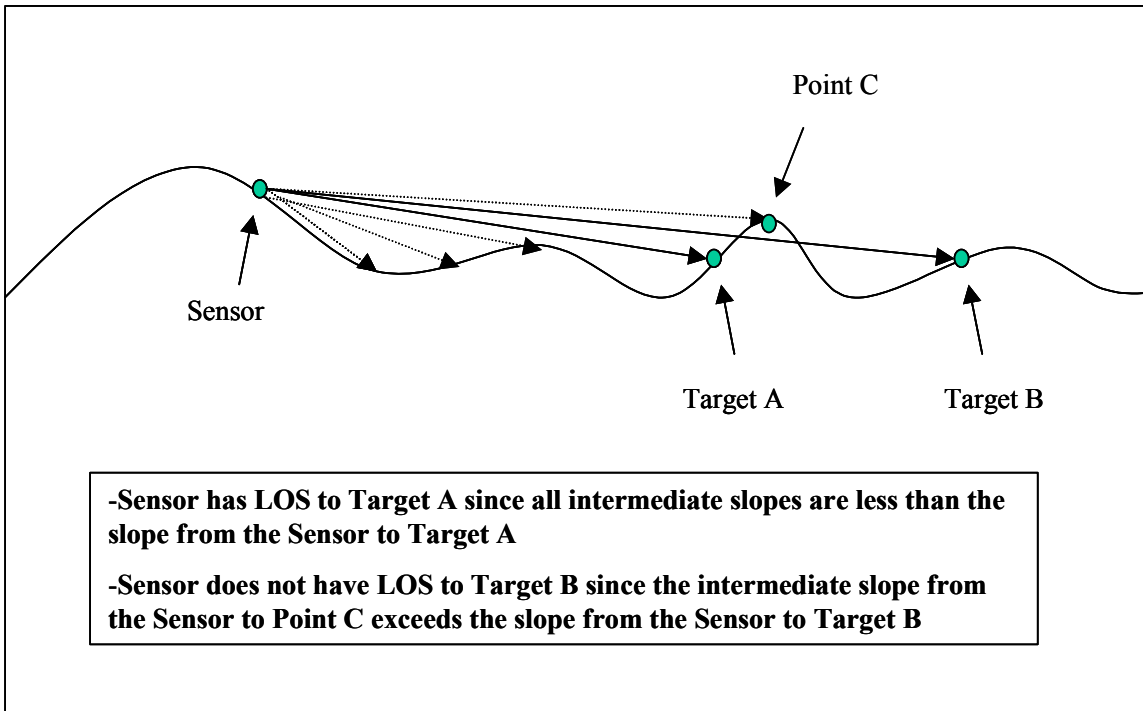 Point C
Sensor
Target A
Target B
-Sensor has LOS to Target A since all intermediate slopes are less than the
slope from the Sensor to Target A
-Sensor does not have LOS to Target B since the intermediate slope from
the Sensor to Point C exceeds the slope from the Sensor to Target B